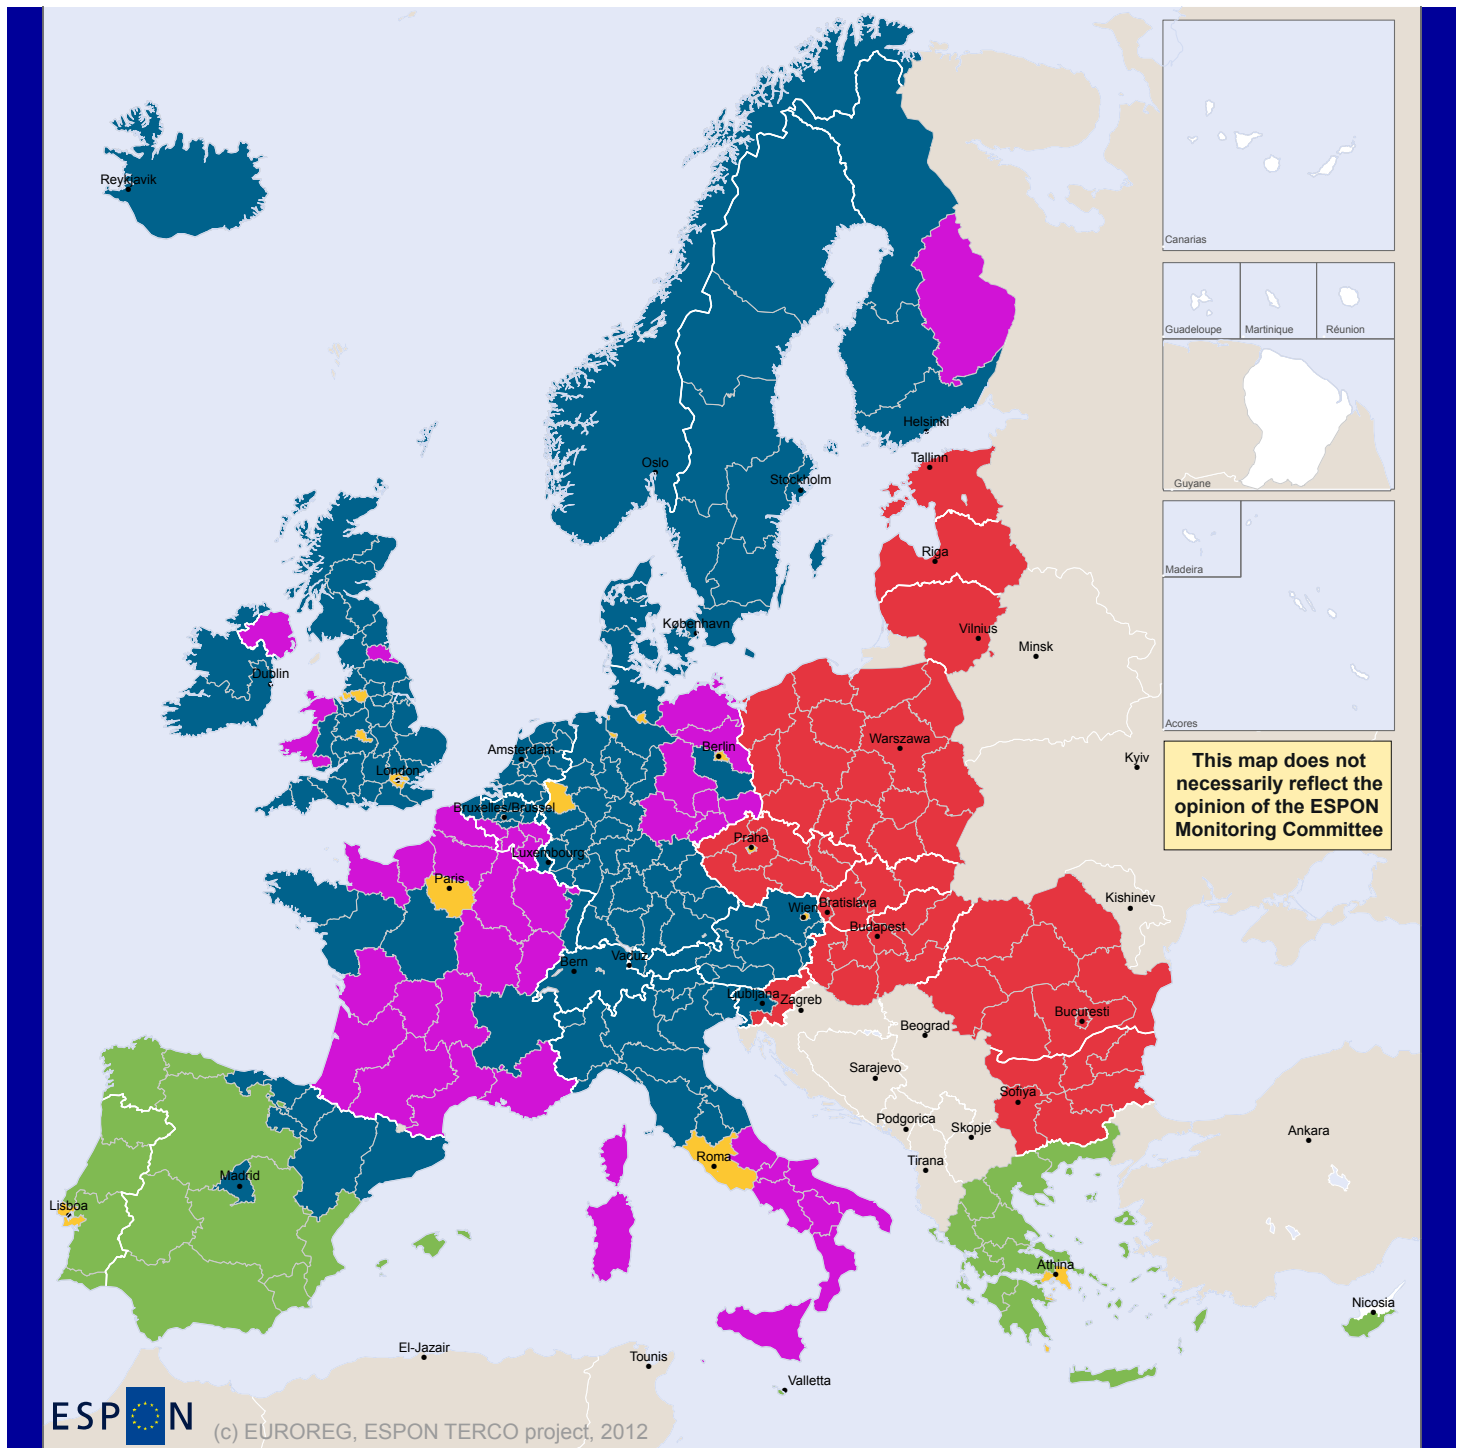 Reykjavik
Canarias
Guadeloupe
Martinique
Réunion
Helsinki
Tallinn
Oslo
Stockholm
Guyane
Riga
Madeira
København
Vilnius
Minsk
Dublin
Acores
Warszawa
Amsterdam
Berlin
This map does not
necessarily reflect the
opinion of the ESPON
Monitoring Committee
Kyiv
London
Bruxelles/Brussel
Praha
Luxembourg
Paris
Kishinev
Wien
Bratislava
Budapest
Bern
Vaduz
Ljubljana
Zagreb
Bucuresti
Beograd
Sarajevo
Sofiya
Podgorica
Skopje
Ankara
Roma
Tirana
Madrid
Lisboa
Athina
Nicosia
El-Jazair
Tounis
Valletta
ESPON
(c) EUROREG, ESPON TERCO project, 2012